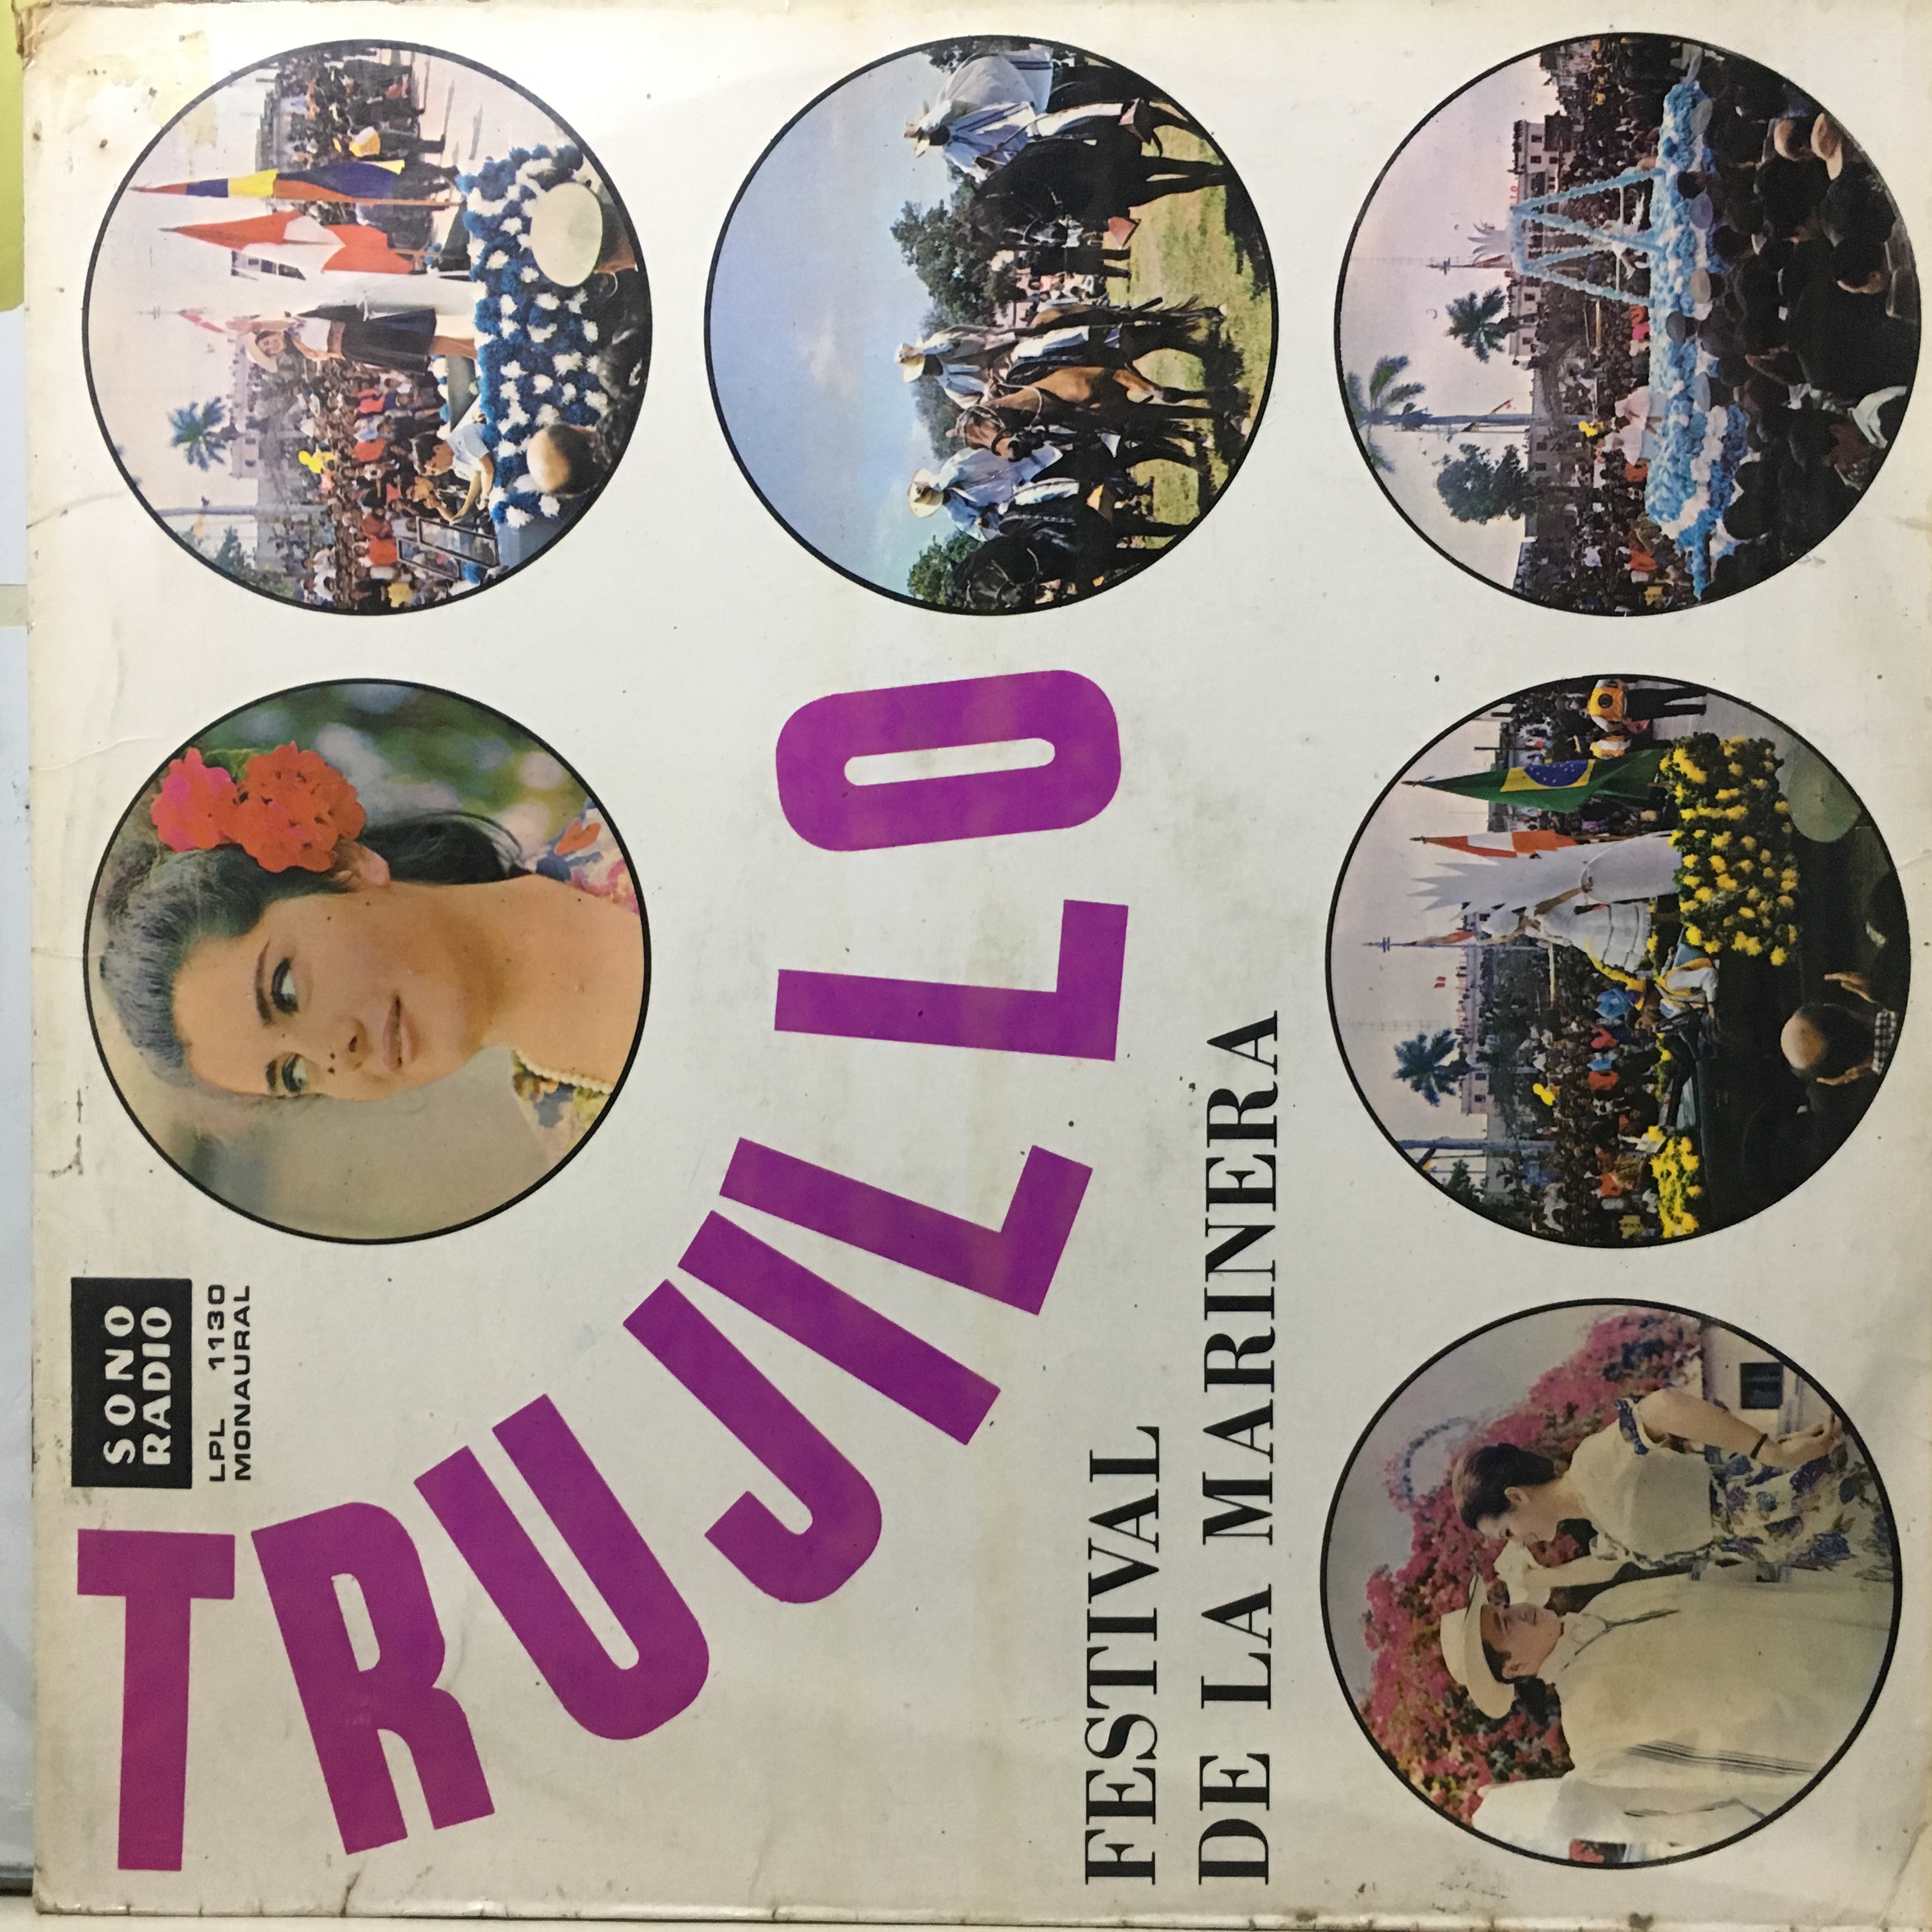 SONO
RADIO
LPL 1130
MONAURAL
TRUJILLO
FESTIVAL
DE LA MARINERA